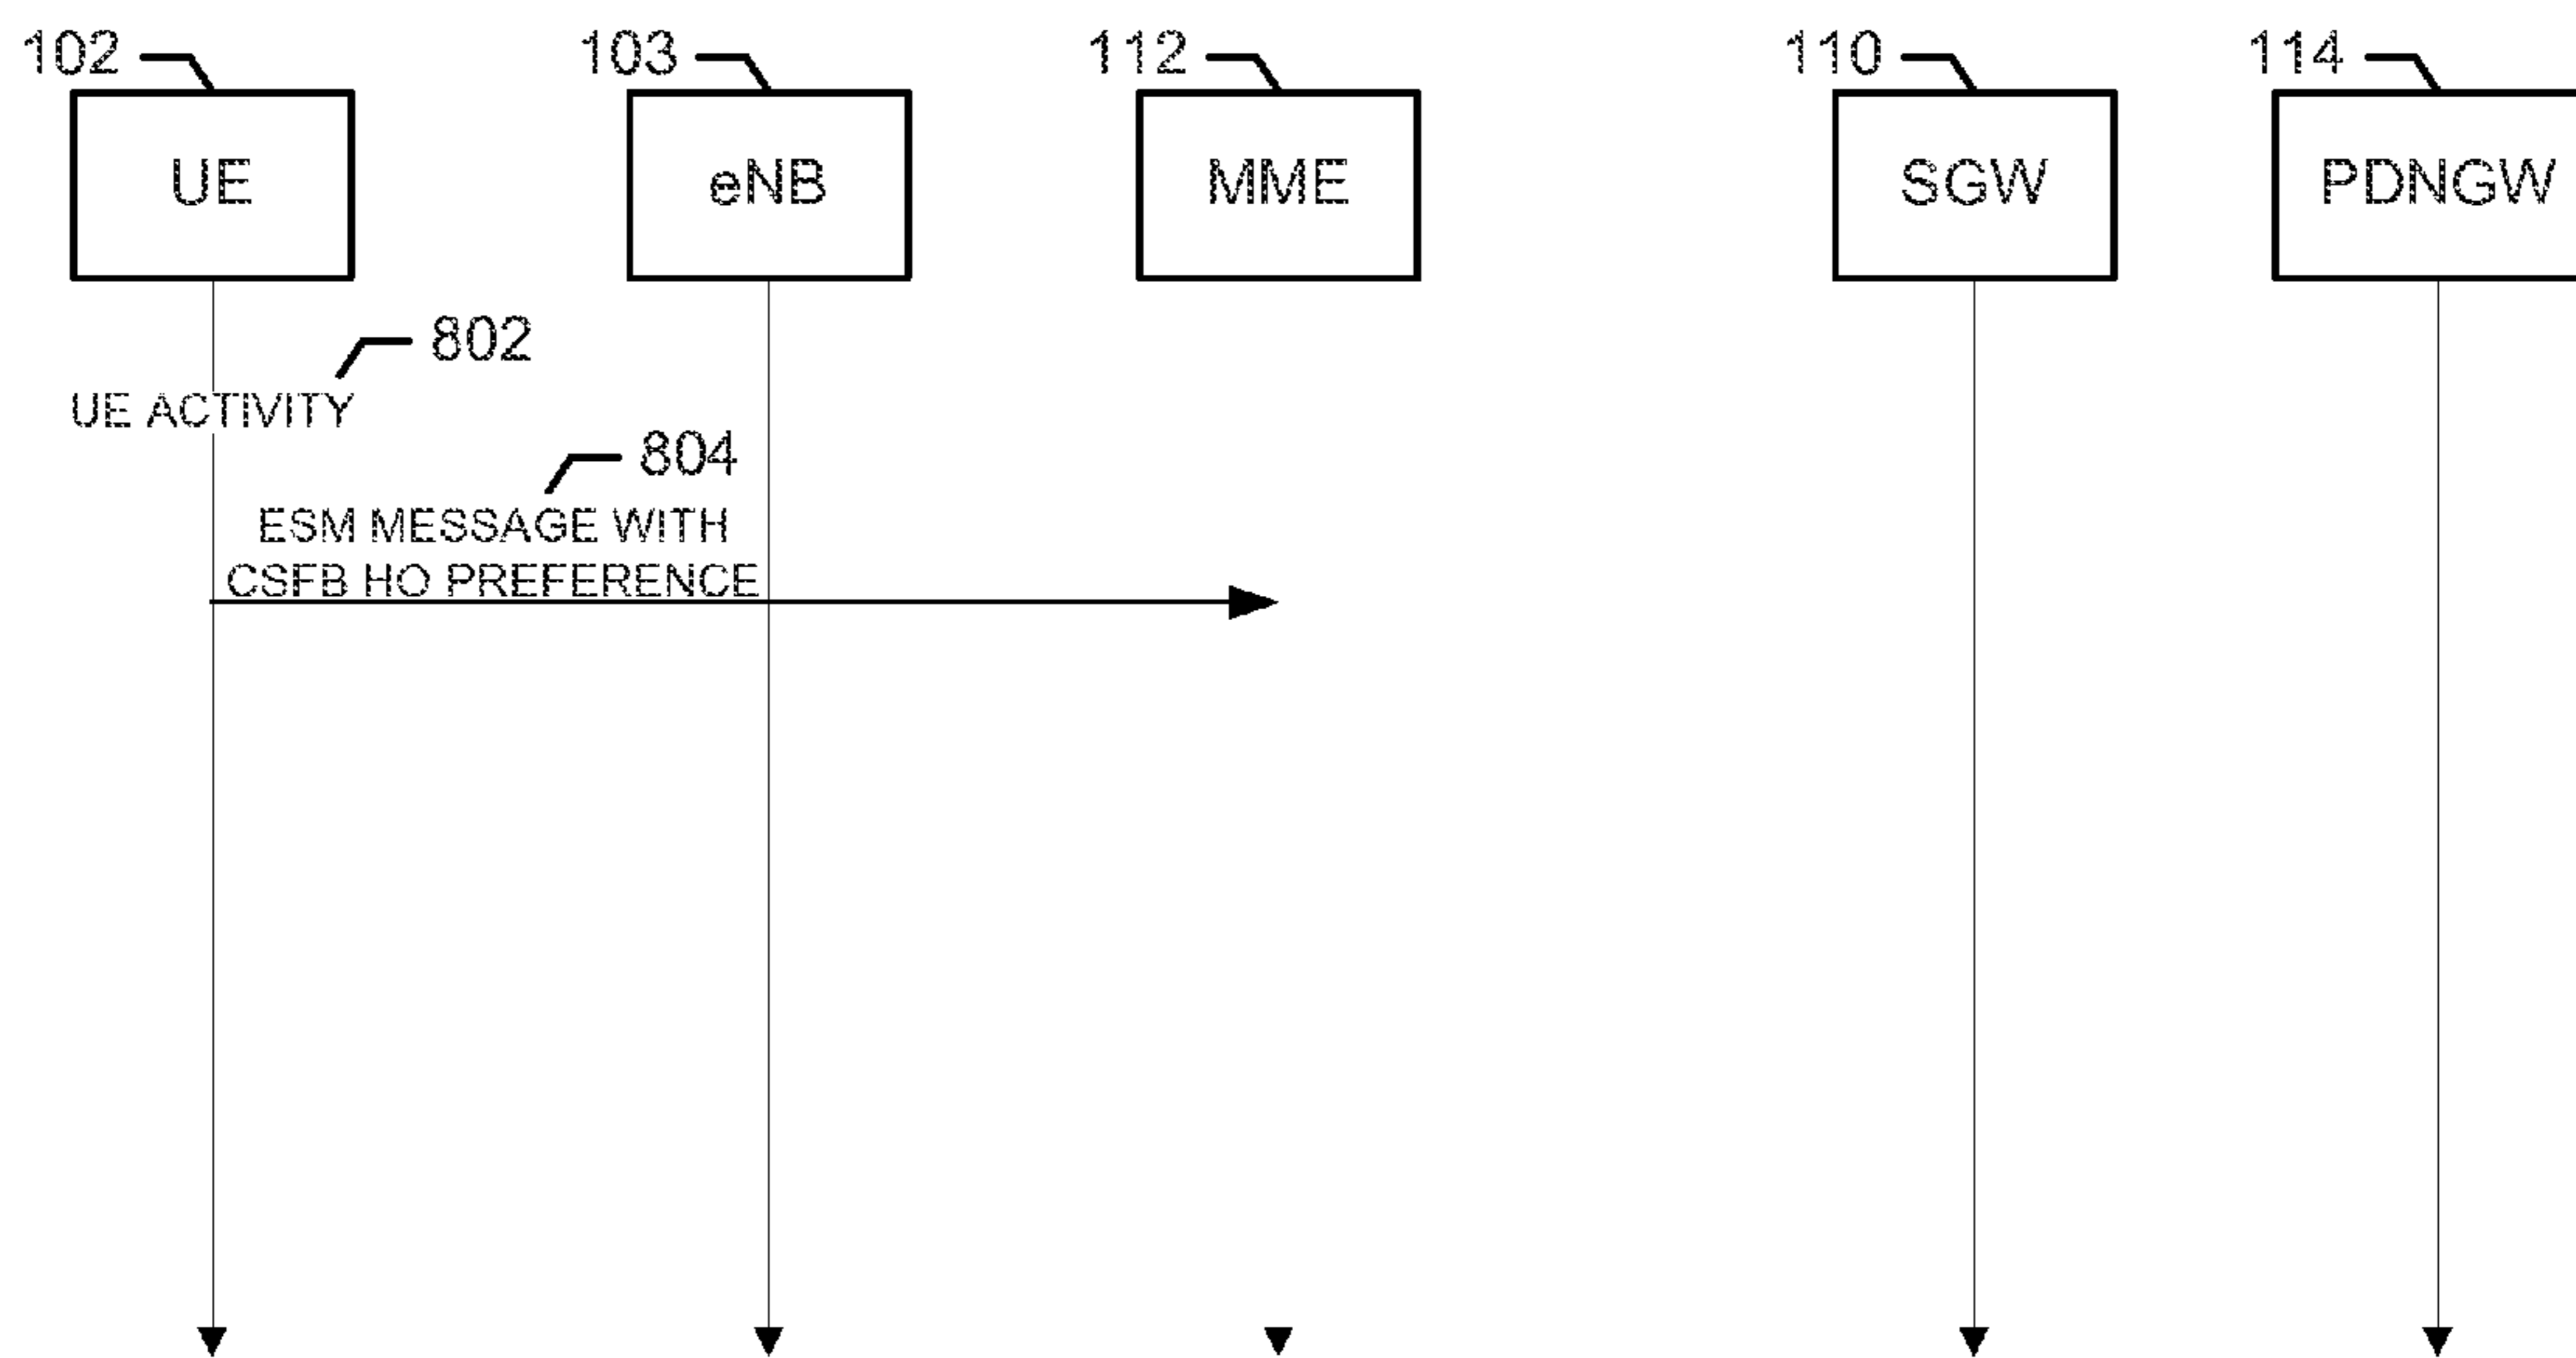 102
103
112
110
114
UE
eNB
MME
SGW
PDNGW
802
UE ACTIVITY
804
ESM MESSAGE WITH
CSFB HO PREFERENCE